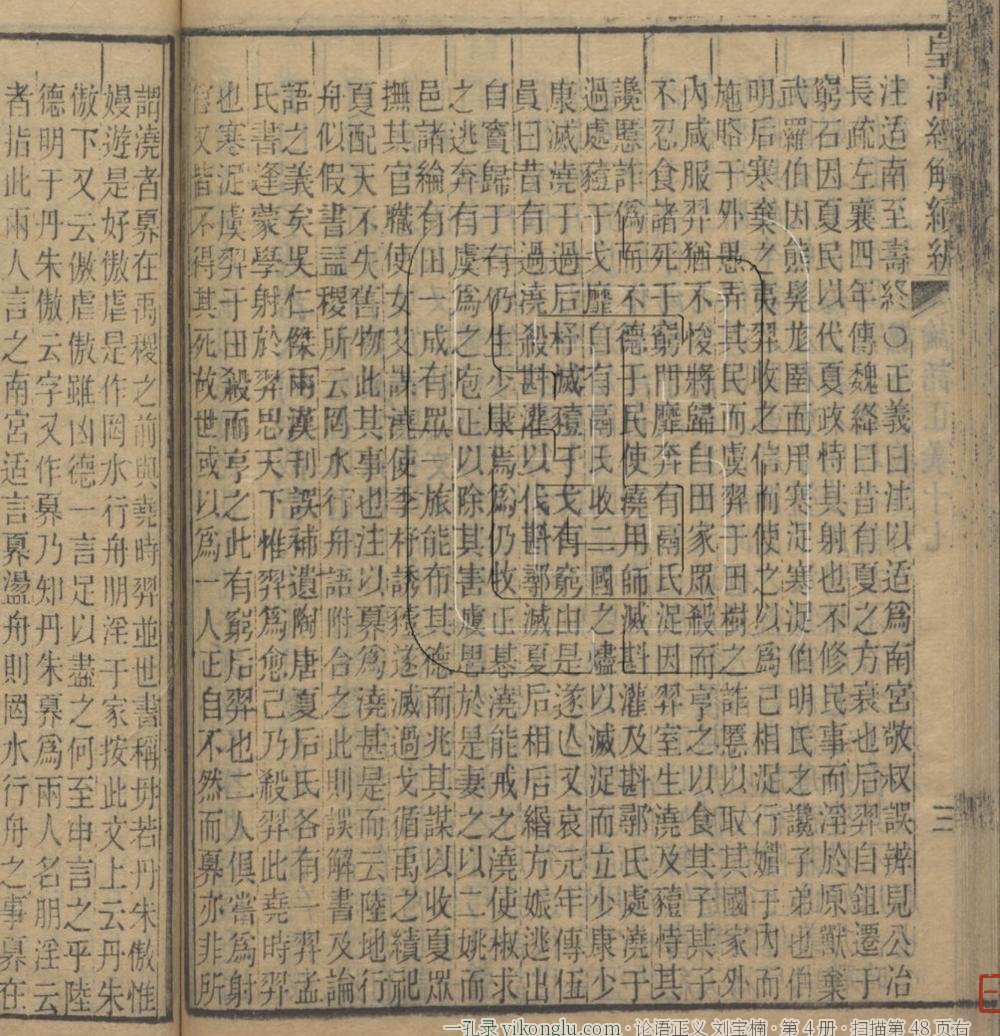 皇清經解續編
論語正義十七
三
注适南至壽終〇正義曰注以适爲南宮敬叔誤辨見公冶
長疏左襄四年傳魏絳曰昔有夏之方衰也后羿自鉏遷于
窮石因夏民以代夏政恃其射也不修民事而淫於原獸棄
武羅伯因熊髡尨圉而用寒浞寒浞伯明氏之讒子弟也伯
明后寒棄之夷羿收之信而使之以爲己相浞行媚于內而
施賂于外愚弄其民而虞羿于田樹之詐慝以取其國家外
內咸服羿猶不悛將歸自田家眾殺而亨之以食其子其子
不忍食諸死于窮門靡奔有鬲氏浞因羿室生澆及豷恃其
讒慝詐僞而不德于民使澆用師滅斟灌及斟鄩氏處澆于
過處豷于戈靡自有鬲氏收二國之燼以滅浞而立少康少
康滅澆于過后杼滅豷于戈有窮由是遂亾又哀元年傳伍
員曰昔有過澆殺斟灌以伐斟鄩滅夏后相后緡方娠逃出
自竇歸于有仍生少康焉爲仍牧正惎澆能戒之澆使椒求
之逃奔有虞爲之庖正以除其害虞思於是妻之以二姚而
邑諸綸有田一成有眾一旅能布其德而兆其謀以收夏眾
撫其官職使女艾諜澆使季杼誘豷遂滅過戈復禹之績祀
夏配天不失舊物此其事也注以奡爲澆甚是而云陸地行
舟似假書益稷所云罔水行舟語附合之此則誤解書及論
語之義矣吳仁傑兩漢刊誤補遺陶唐夏后氏各有一羿孟
氏書逢蒙學射於羿思天下惟羿爲愈己乃殺羿此堯時羿
也寒浞虞羿于田殺而亨之此有窮后羿也二人俱嘗爲射
官又皆不得其死故世或以爲一人正自不然而奡亦非所
謂澆者奡在禹稷之前與堯時羿並世書稱毋若丹朱傲惟
嫚遊是好傲虐是作罔水行舟朋淫于家按此文上云丹朱
傲下又云傲虐傲雖凶德一言足以盡之何至申言之乎陸
德明于丹朱傲云字又作奡乃知丹朱奡爲兩人名朋淫云
者指此兩人言之南宮适言奡盪舟則罔水行舟之事奡在
一孔录 yikonglu.com · 论语正义 刘宝楠 · 第 4 册 · 扫描第 48 页右